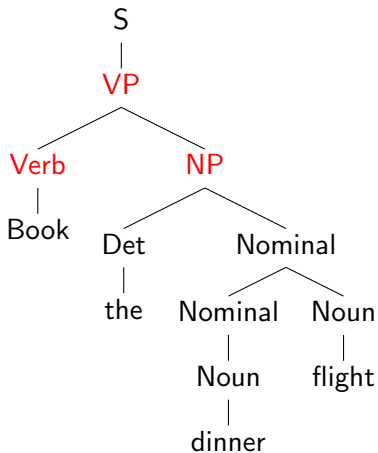 S
VP
Verb NP
Book Det Nominal
the Nominal Noun
Noun flight
dinner